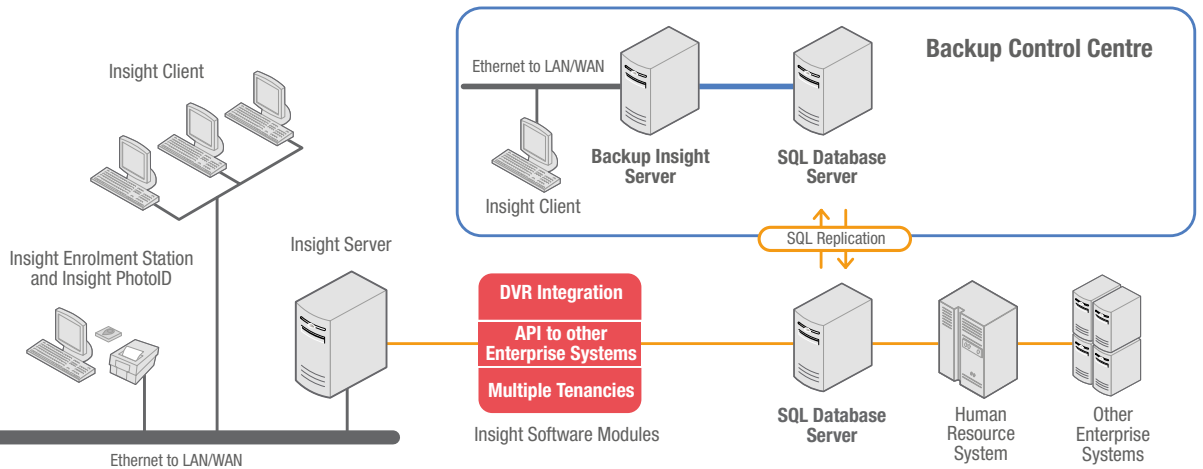 Backup Control Centre
Ethernet to LAN/WAN
Insight Client
Backup Insight
Server
SQL Database
Server
Insight Client
SQL Replication
Insight Enrolment Station
and Insight PhotoID
Insight Server
DVR Integration
API to other
Enterprise Systems
Multiple Tenancies
Insight Software Modules
SQL Database
Server
Human
Resource
System
Other
Enterprise
Systems
Ethernet to LAN/WAN